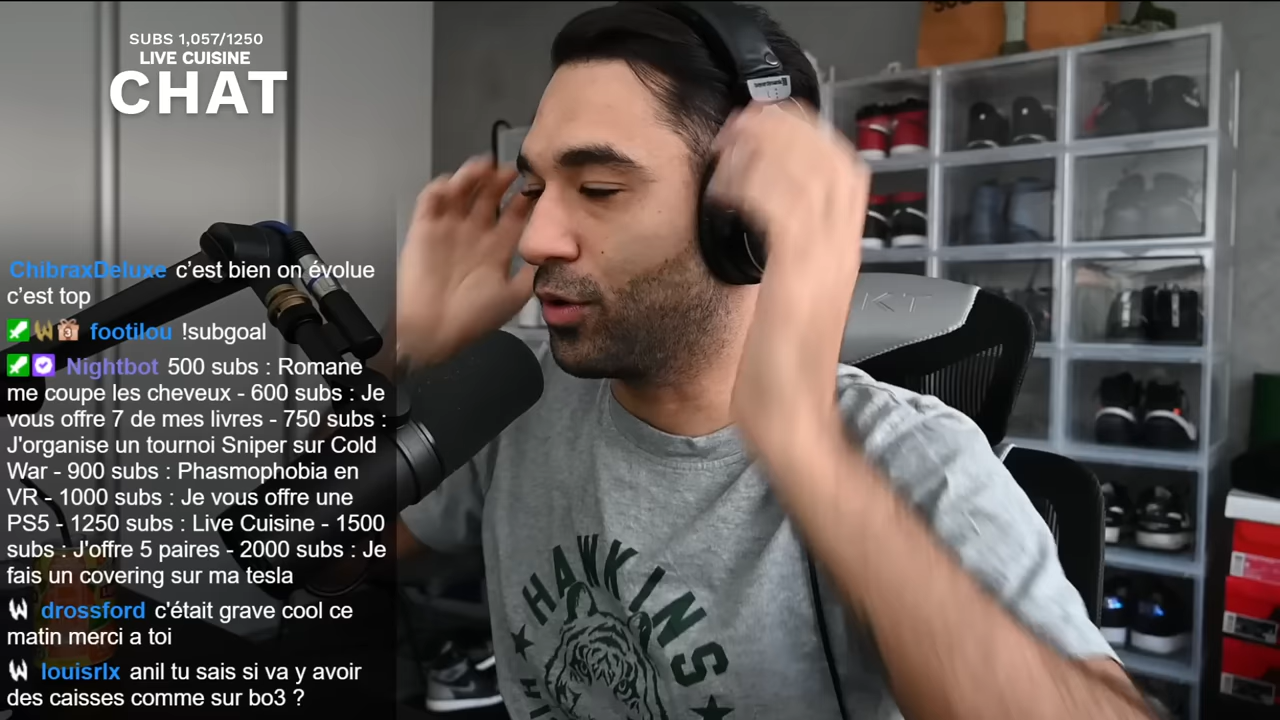 SUBS 1,057/1250
LIVE CUISINE
CHAT
ChibraxDeluxe c'est bien on évolue
c'est top
footilou !subgoal
Nightbot 500 subs : Romane
me coupe les cheveux - 600 subs : Je
vous offre 7 de mes livres - 750 subs :
J'organise un tournoi Sniper sur Cold
War - 900 subs : Phasmophobia en
VR - 1000 subs : Je vous offre une
PS5 - 1250 subs : Live Cuisine - 1500
subs : J'offre 5 paires - 2000 subs : Je
fais un covering sur ma tesla
drossford c'était grave cool ce
matin merci a toi
louisrlx anil tu sais si va y avoir
des caisses comme sur bo3 ?
HAWKINS